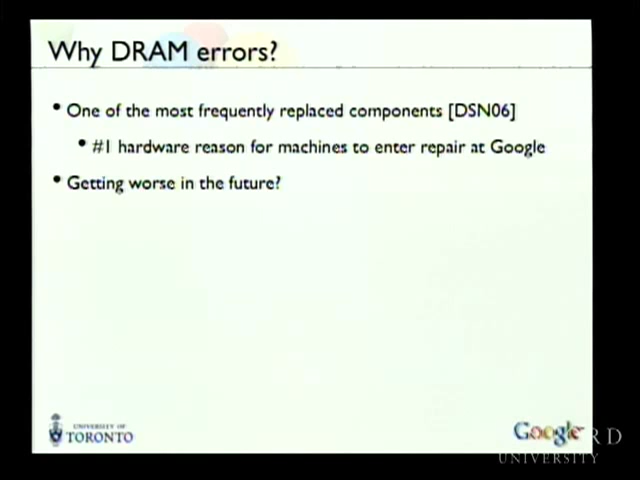 Why DRAM errors?
• One of the most frequently replaced components [DSN06]
• #1 hardware reason for machines to enter repair at Google
• Getting worse in the future?
UNIVERSITY OF
TORONTO
Google
RD
UNIVERSITY